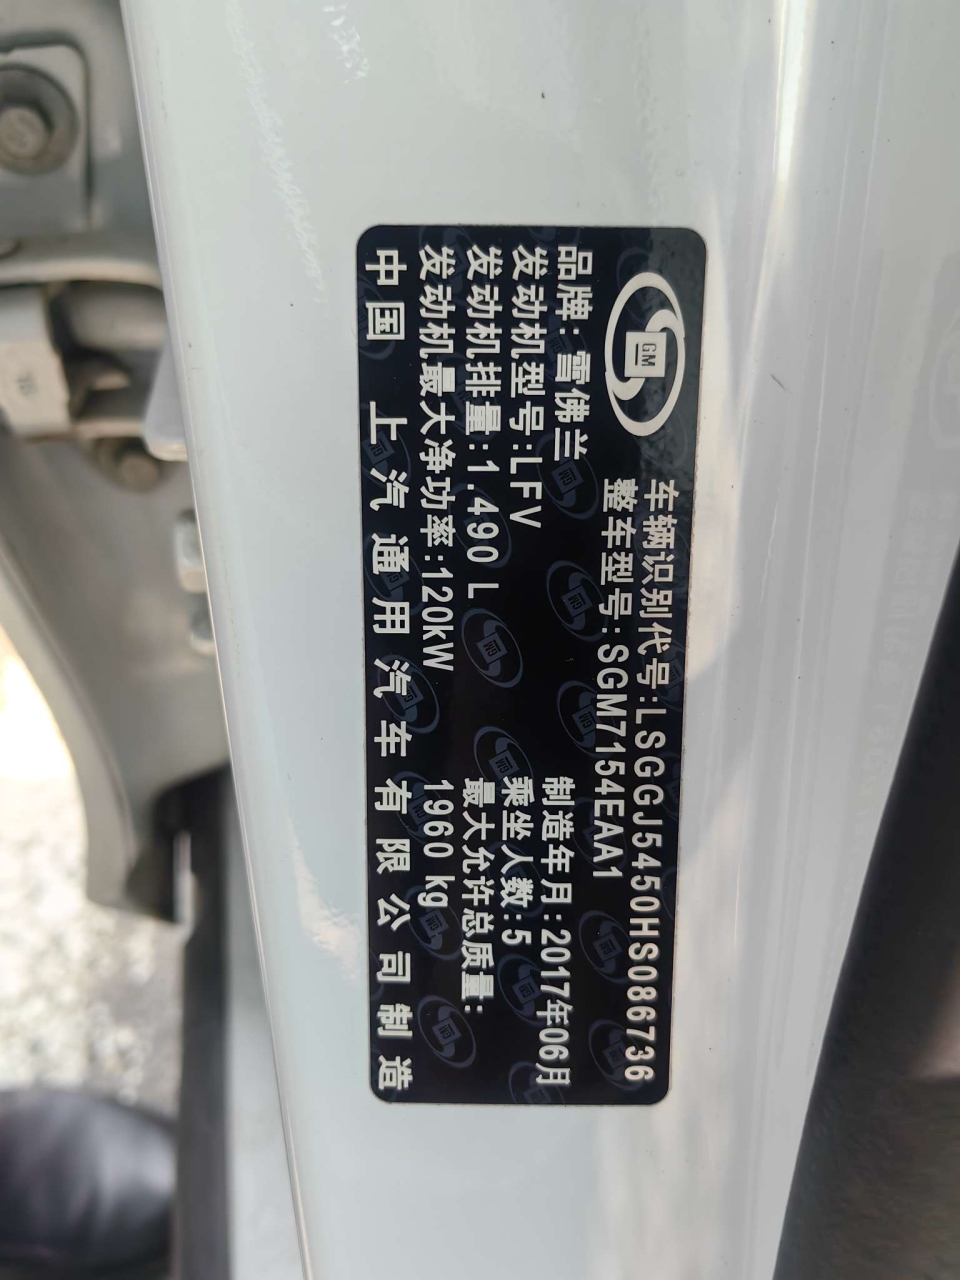 GM
车辆识别代号:LSGGJ5450HS086736
整车型号:SGM7154EAA1
品牌:雪佛兰
制造年月:2017年06月
发动机型号:LFV
乘坐人数:5
发动机排量:1.490 L
最大允许总质量:
发动机最大净功率:120kW
1960 kg
中国 上汽通用汽车有限公司制造